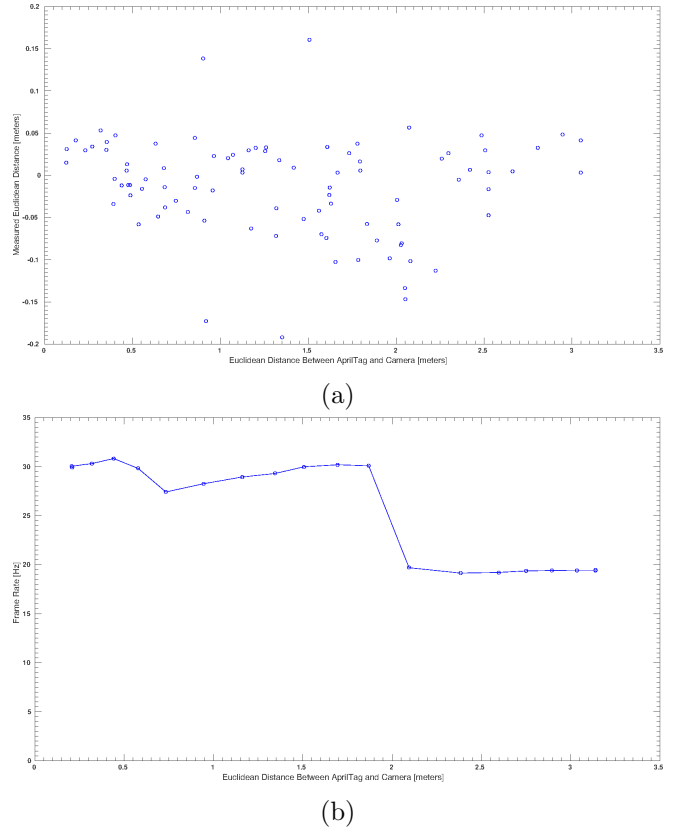 0.2
0.15
0.1
0.05
0
-0.05
-0.1
-0.15
-0.2
Measured Euclidean Distance [meters]
0 0.5 1 1.5 2 2.5 3 3.5
Euclidean Distance Between AprilTag and Camera [meters]
(a)
35
30
25
20
15
10
5
0
Frame Rate [Hz]
0 0.5 1 1.5 2 2.5 3 3.5
Euclidean Distance Between AprilTag and Camera [meters]
(b)